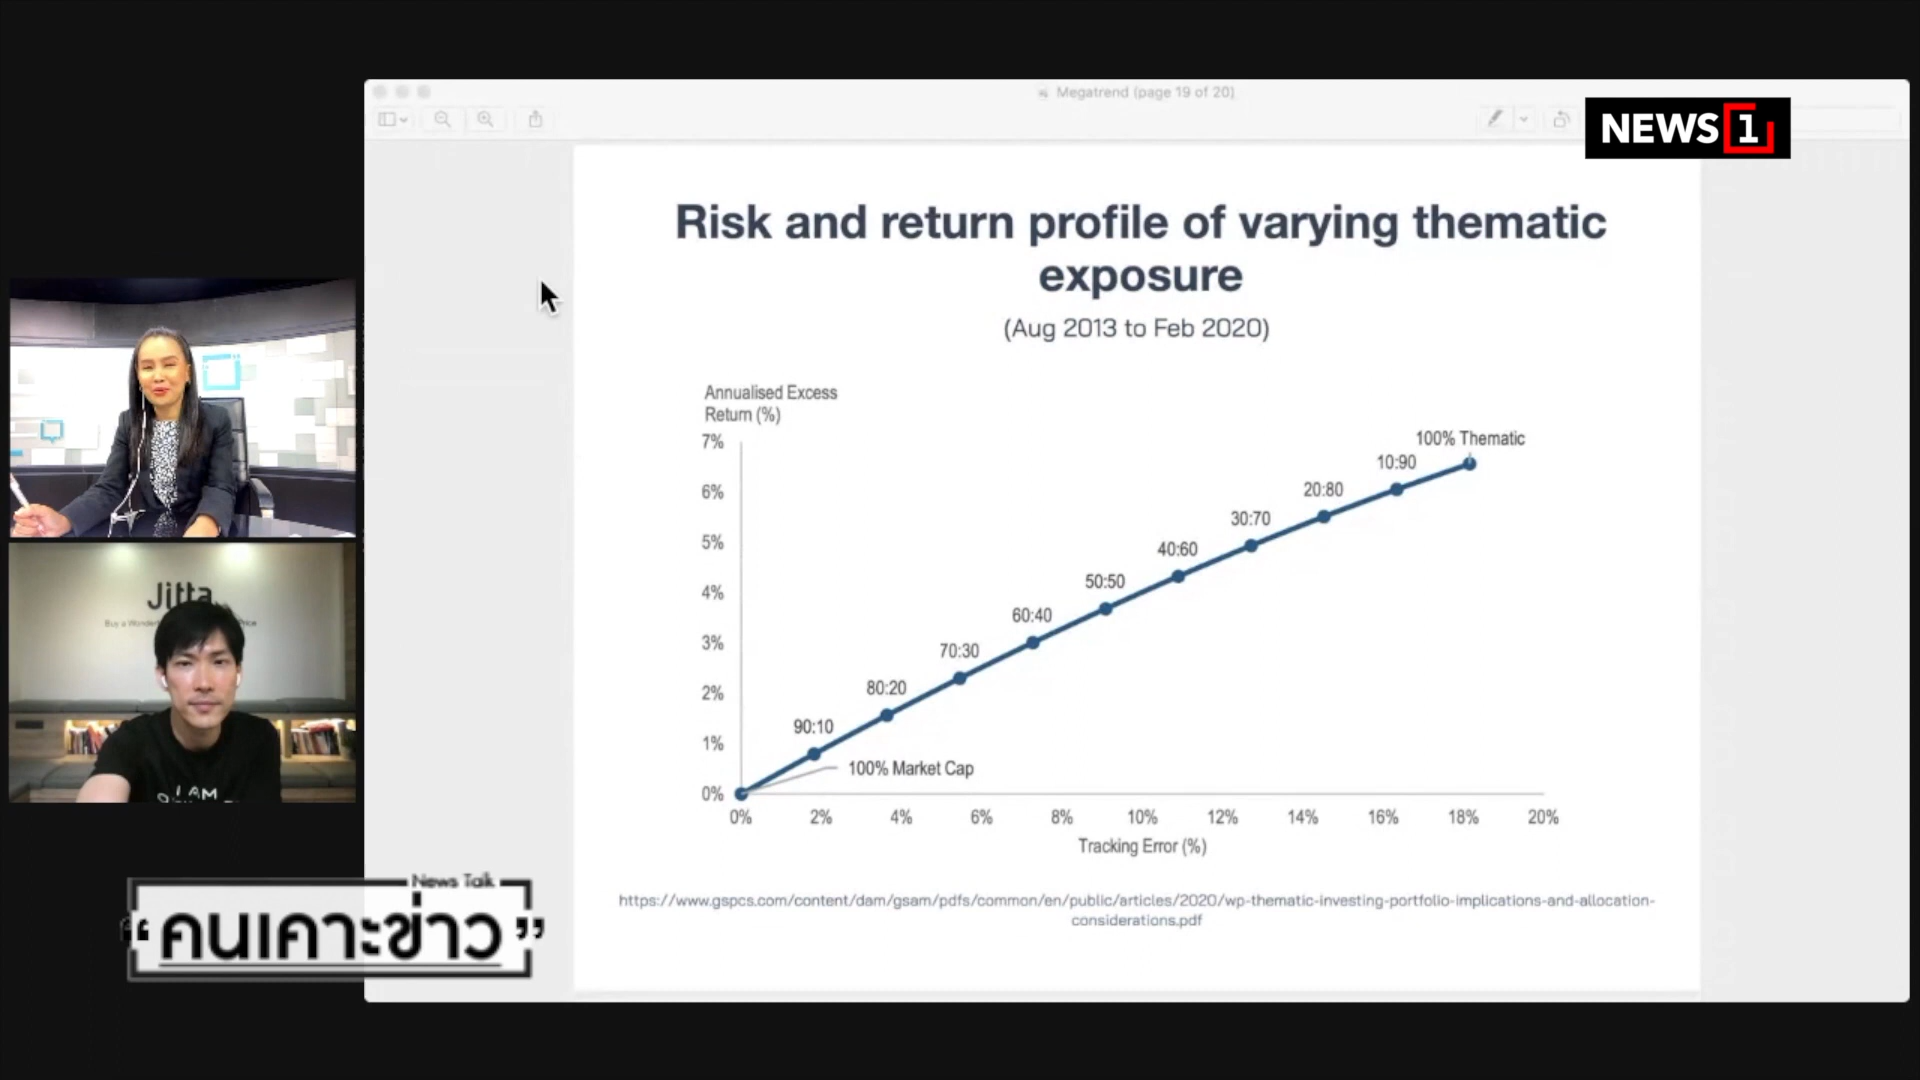 Megatrend (page 19 of 20)
NEWS 1
Risk and return profile of varying thematic
exposure
(Aug 2013 to Feb 2020)
Annualised Excess
Return (%)
7%
6%
5%
4%
3%
2%
1%
0%
100% Thematic
10:90
20:80
30:70
40:60
50:50
60:40
70:30
80:20
90:10
100% Market Cap
0% 2% 4% 6% 8% 10% 12% 14% 16% 18% 20%
Tracking Error (%)
https://www.gspcs.com/content/dam/gsam/pdfs/common/en/public/articles/2020/wp-thematic-investing-portfolio-implications-and-allocation-
considerations.pdf
Jitta
Buy a
I AM
News Talk
“คนเคาะข่าว”